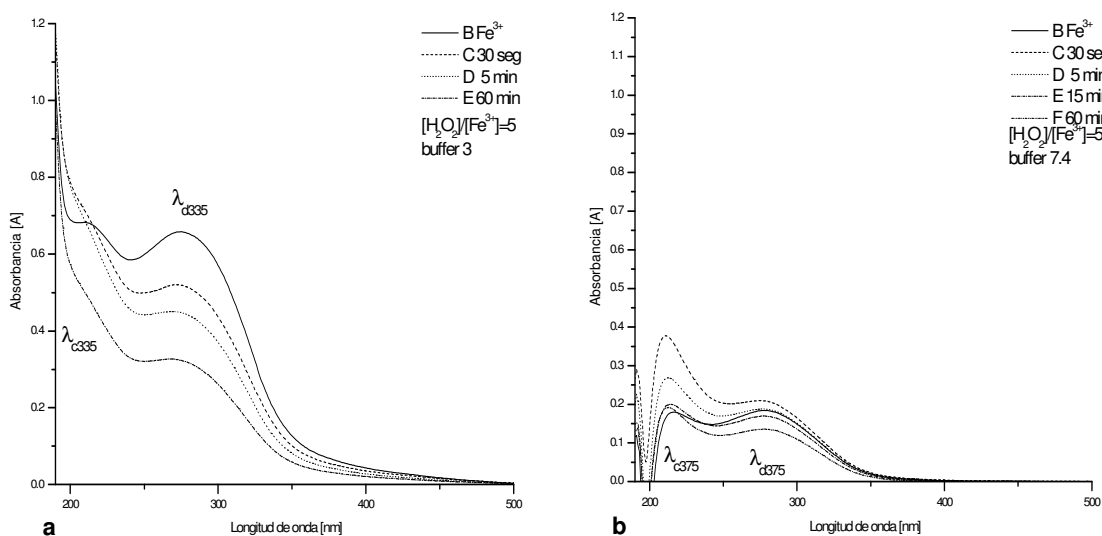 1.2
1.0
0.8
0.6
0.4
0.2
0.0
Absorbancia [A]
200
300
400
500
Longitud de onda [nm]
B Fe³⁺
C 30 seg
D 5 min
E 60 min
[H₂O₂]/[Fe³⁺]=5
buffer 3
λd335
λc335
a
1.2
1.1
1.0
0.9
0.8
0.7
0.6
0.5
0.4
0.3
0.2
0.1
0.0
Absorbancia [A]
200
300
400
500
Longitud de onda [nm]
B Fe³⁺
C 30 se
D 5 mi
E 15 mi
F 60 mi
[H₂O₂]/[Fe³⁺]=5
buffer 7.4
λc375
λd375
b